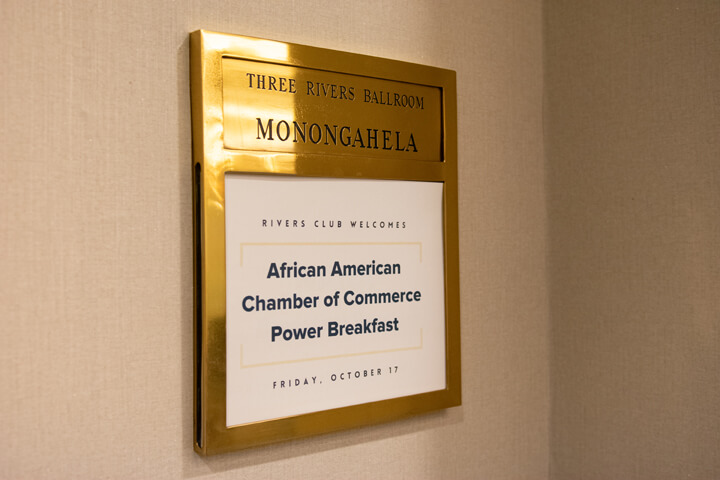 THREE RIVERS BALLROOM
MONONGAHELA
RIVERS CLUB WELCOMES
African American
Chamber of Commerce
Power Breakfast
FRIDAY, OCTOBER 17